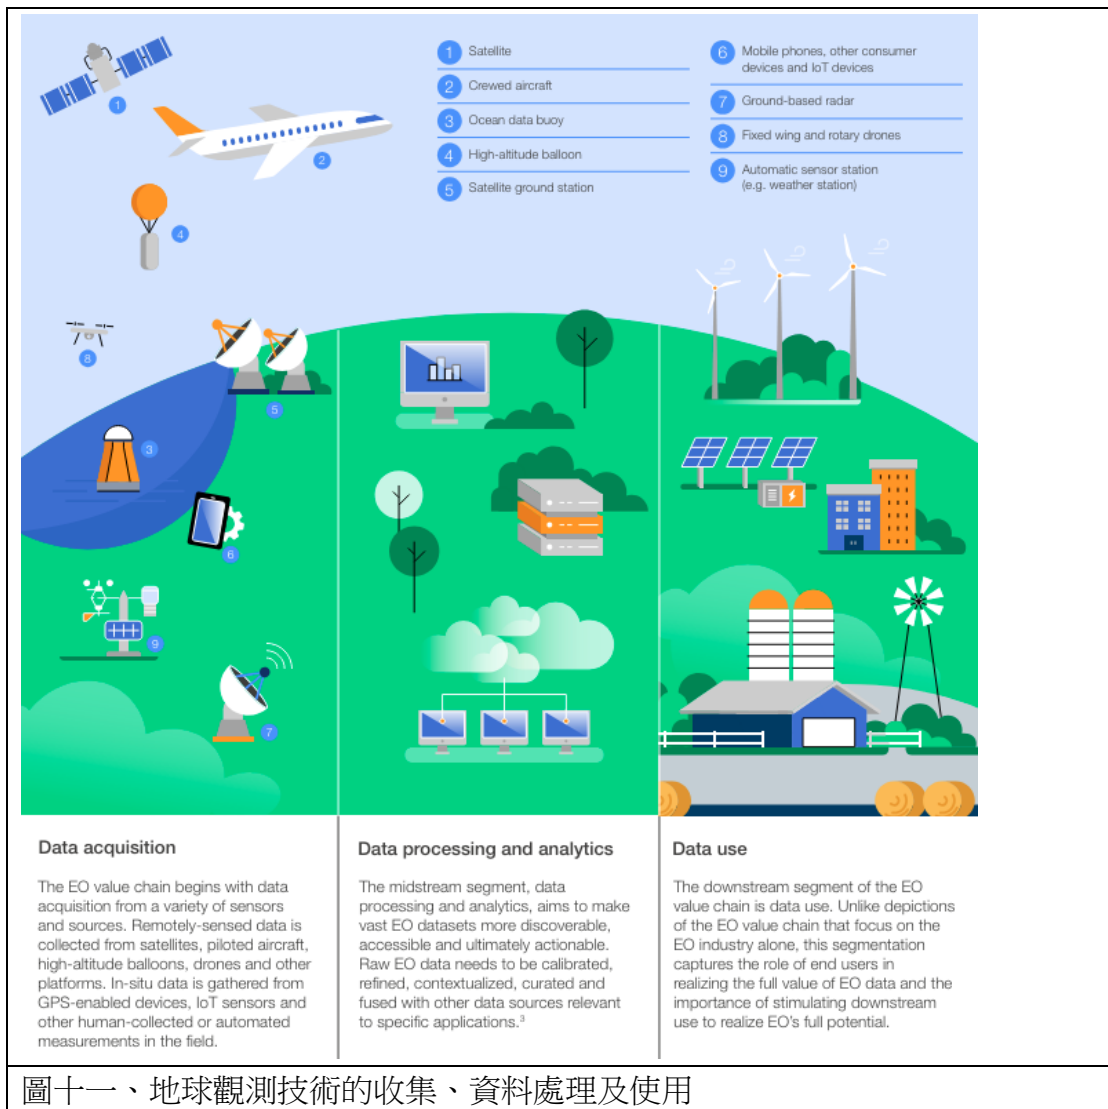 1 Satellite
2 Crewed aircraft
3 Ocean data buoy
4 High-altitude balloon
5 Satellite ground station
6 Mobile phones, other consumer
devices and IoT devices
7 Ground-based radar
8 Fixed wing and rotary drones
9 Automatic sensor station
(e.g. weather station)
1
2
4
8
5
3
6
9
7
Data acquisition
The EO value chain begins with data
acquisition from a variety of sensors
and sources. Remotely-sensed data is
collected from satellites, piloted aircraft,
high-altitude balloons, drones and other
platforms. In-situ data is gathered from
GPS-enabled devices, IoT sensors and
other human-collected or automated
measurements in the field.
Data processing and analytics
The midstream segment, data
processing and analytics, aims to make
vast EO datasets more discoverable,
accessible and ultimately actionable.
Raw EO data needs to be calibrated,
refined, contextualized, curated and
fused with other data sources relevant
to specific applications.³
Data use
The downstream segment of the EO
value chain is data use. Unlike depictions
of the EO value chain that focus on the
EO industry alone, this segmentation
captures the role of end users in
realizing the full value of EO data and the
importance of stimulating downstream
use to realize EO's full potential.
圖十一、地球觀測技術的收集、資料處理及使用